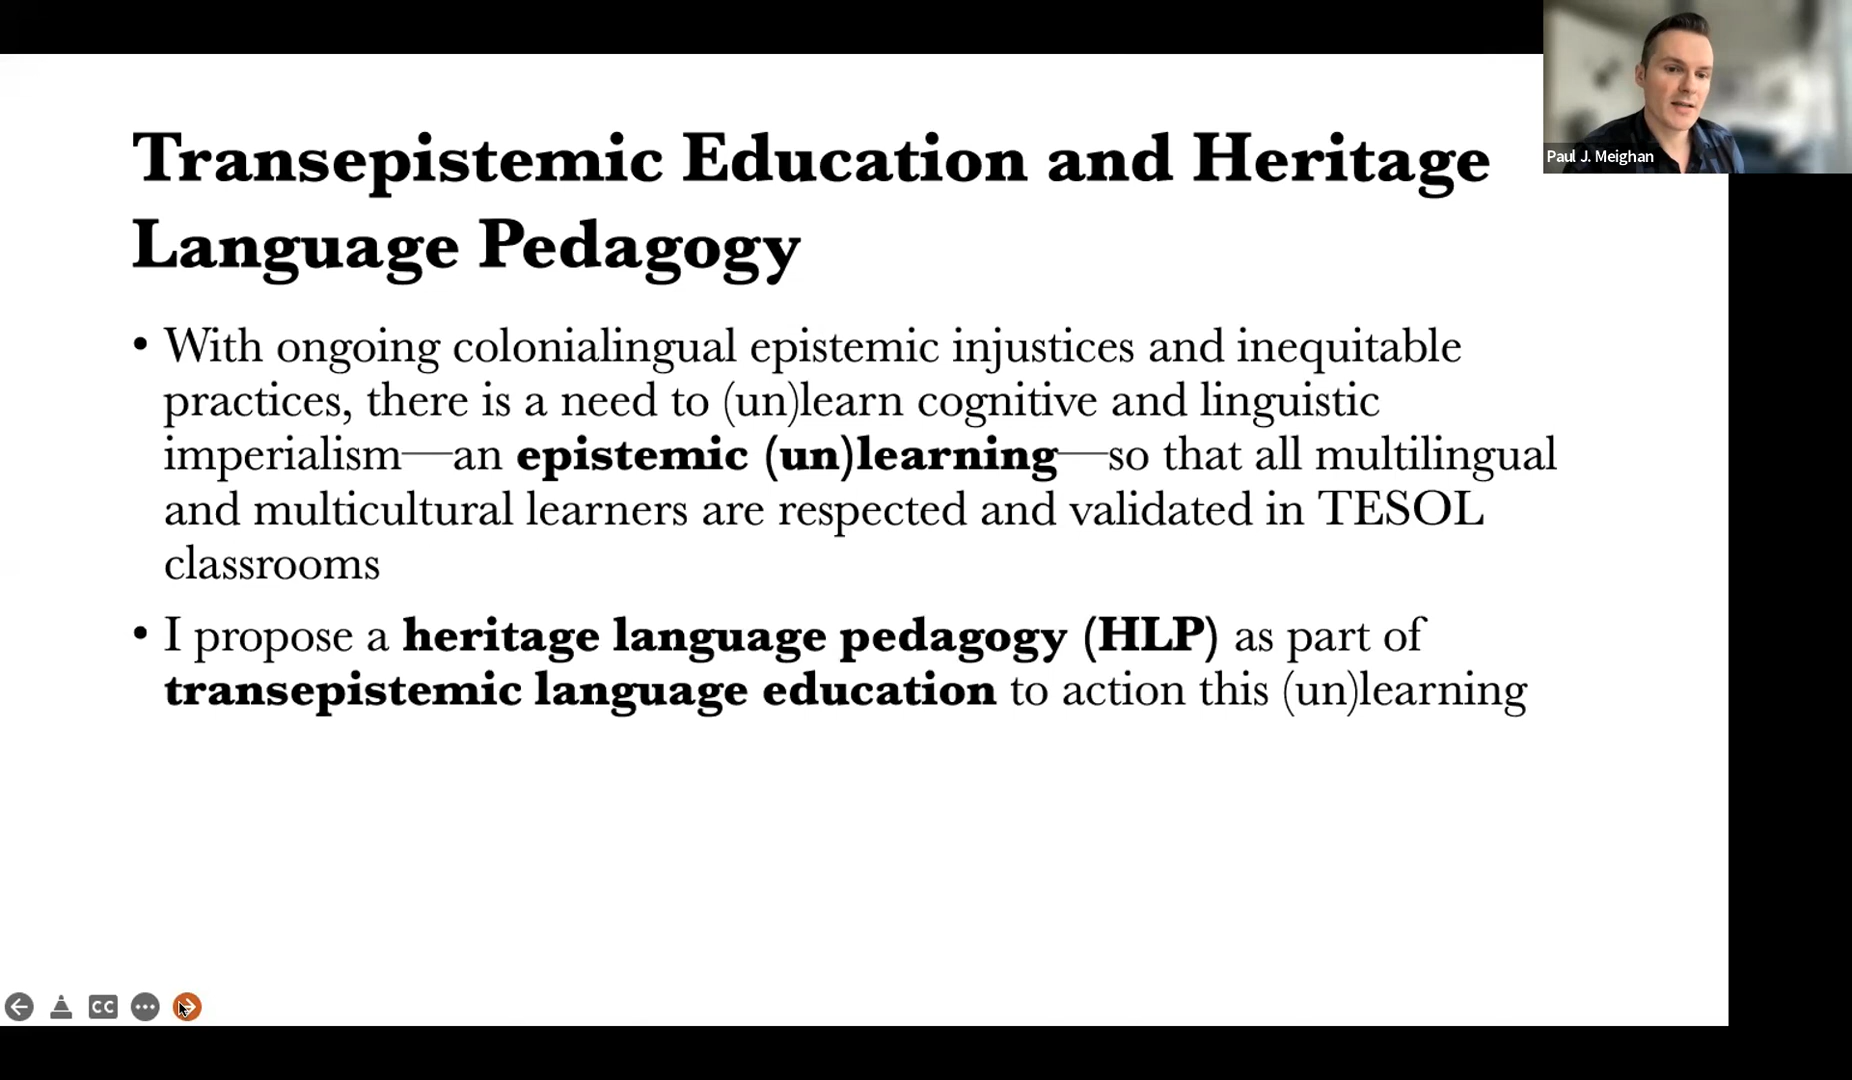 Transepistemic Education and Heritage
Language Pedagogy
• With ongoing colonialingual epistemic injustices and inequitable
practices, there is a need to (un)learn cognitive and linguistic
imperialism—an epistemic (un)learning—so that all multilingual
and multicultural learners are respected and validated in TESOL
classrooms
• I propose a heritage language pedagogy (HLP) as part of
transepistemic language education to action this (un)learning
Paul J. Meighan
CC